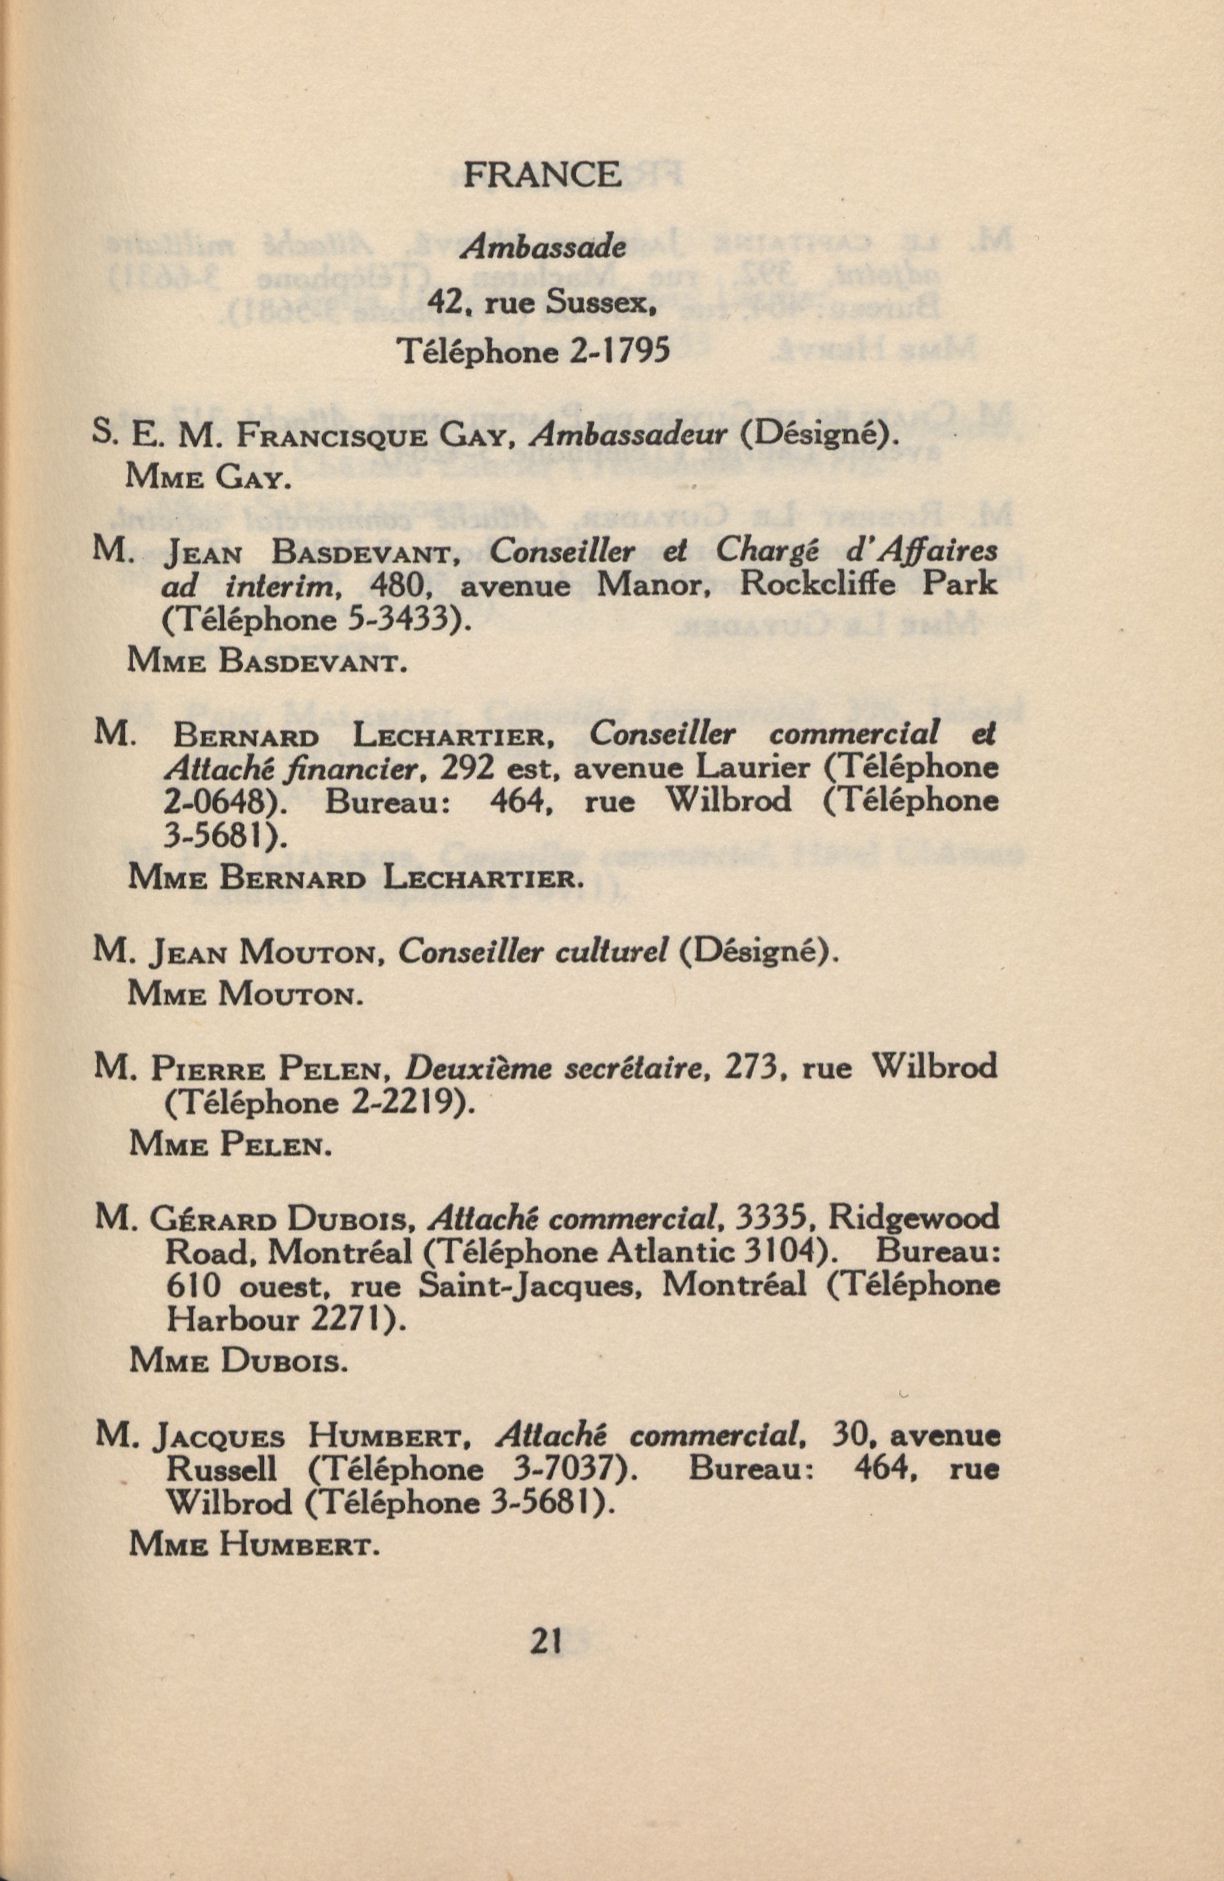 FRANCE
Ambassade
42, rue Sussex,
Téléphone 2-1795
S. E. M. FRANCISQUE GAY, Ambassadeur (Désigné).
MME GAY.
M. JEAN BASDEVANT, Conseiller et Chargé d'Affaires
ad interim, 480, avenue Manor, Rockcliffe Park
(Téléphone 5-3433).
MME BASDEVANT.
M. BERNARD LECHARTIER, Conseiller commercial et
Attaché financier, 292 est, avenue Laurier (Téléphone
2-0648). Bureau: 464, rue Wilbrod (Téléphone
3-5681).
MME BERNARD LECHARTIER.
M. JEAN MOUTON, Conseiller culturel (Désigné).
MME MOUTON.
M. PIERRE PELEN, Deuxième secrétaire, 273, rue Wilbrod
(Téléphone 2-2219).
MME PELEN.
M. GÉRARD DUBOIS, Attaché commercial, 3335, Ridgewood
Road, Montréal (Téléphone Atlantic 3104). Bureau:
610 ouest, rue Saint-Jacques, Montréal (Téléphone
Harbour 2271).
MME DUBOIS.
M. JACQUES HUMBERT, Attaché commercial, 30, avenue
Russell (Téléphone 3-7037). Bureau: 464, rue
Wilbrod (Téléphone 3-5681).
MME HUMBERT.
21